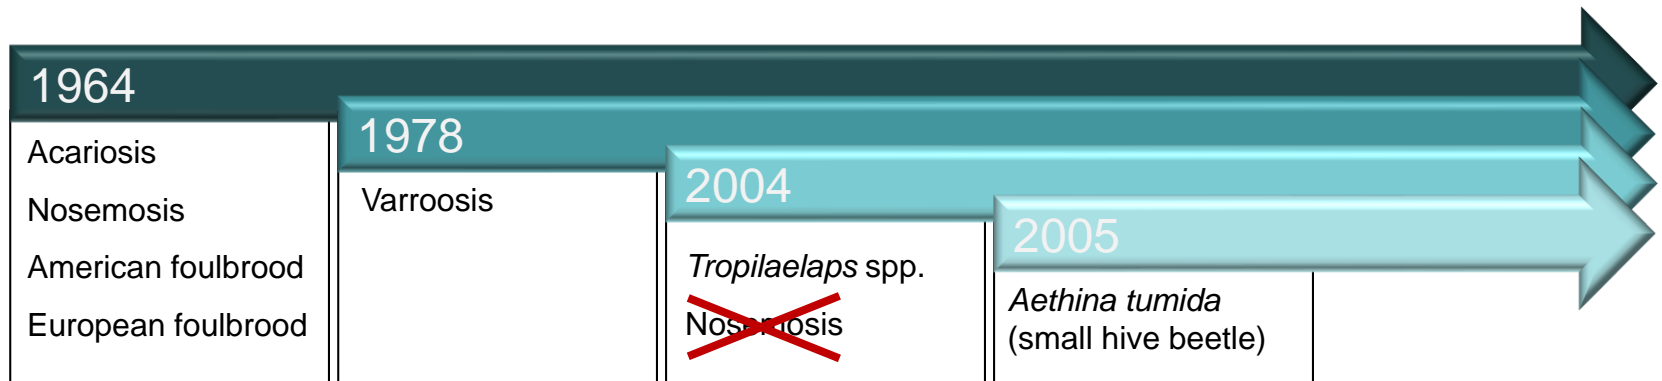 1964
Acariosis
Nosemosis
American foulbrood
European foulbrood
1978
Varroosis
2004
Tropilaelaps spp.
Nosemosis
2005
Aethina tumida
(small hive beetle)